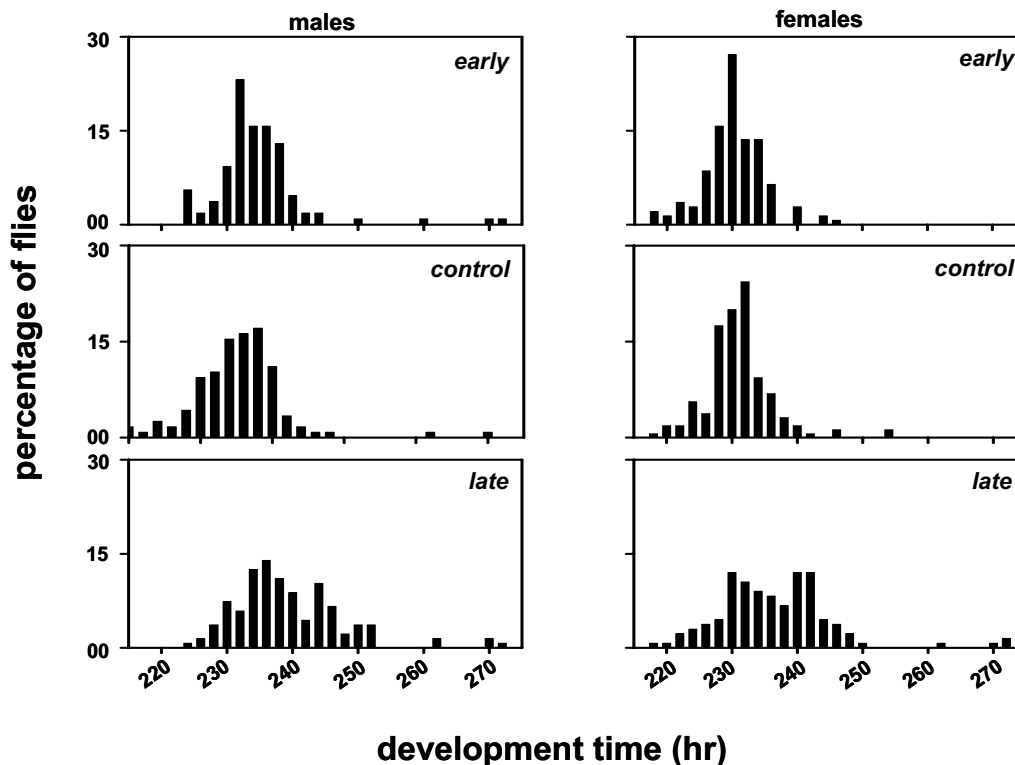 males
females
30
early
early
15
00
30
control
control
15
00
30
late
late
15
00
220
230
240
250
260
270
220
230
240
250
260
270
percentage of flies
development time (hr)